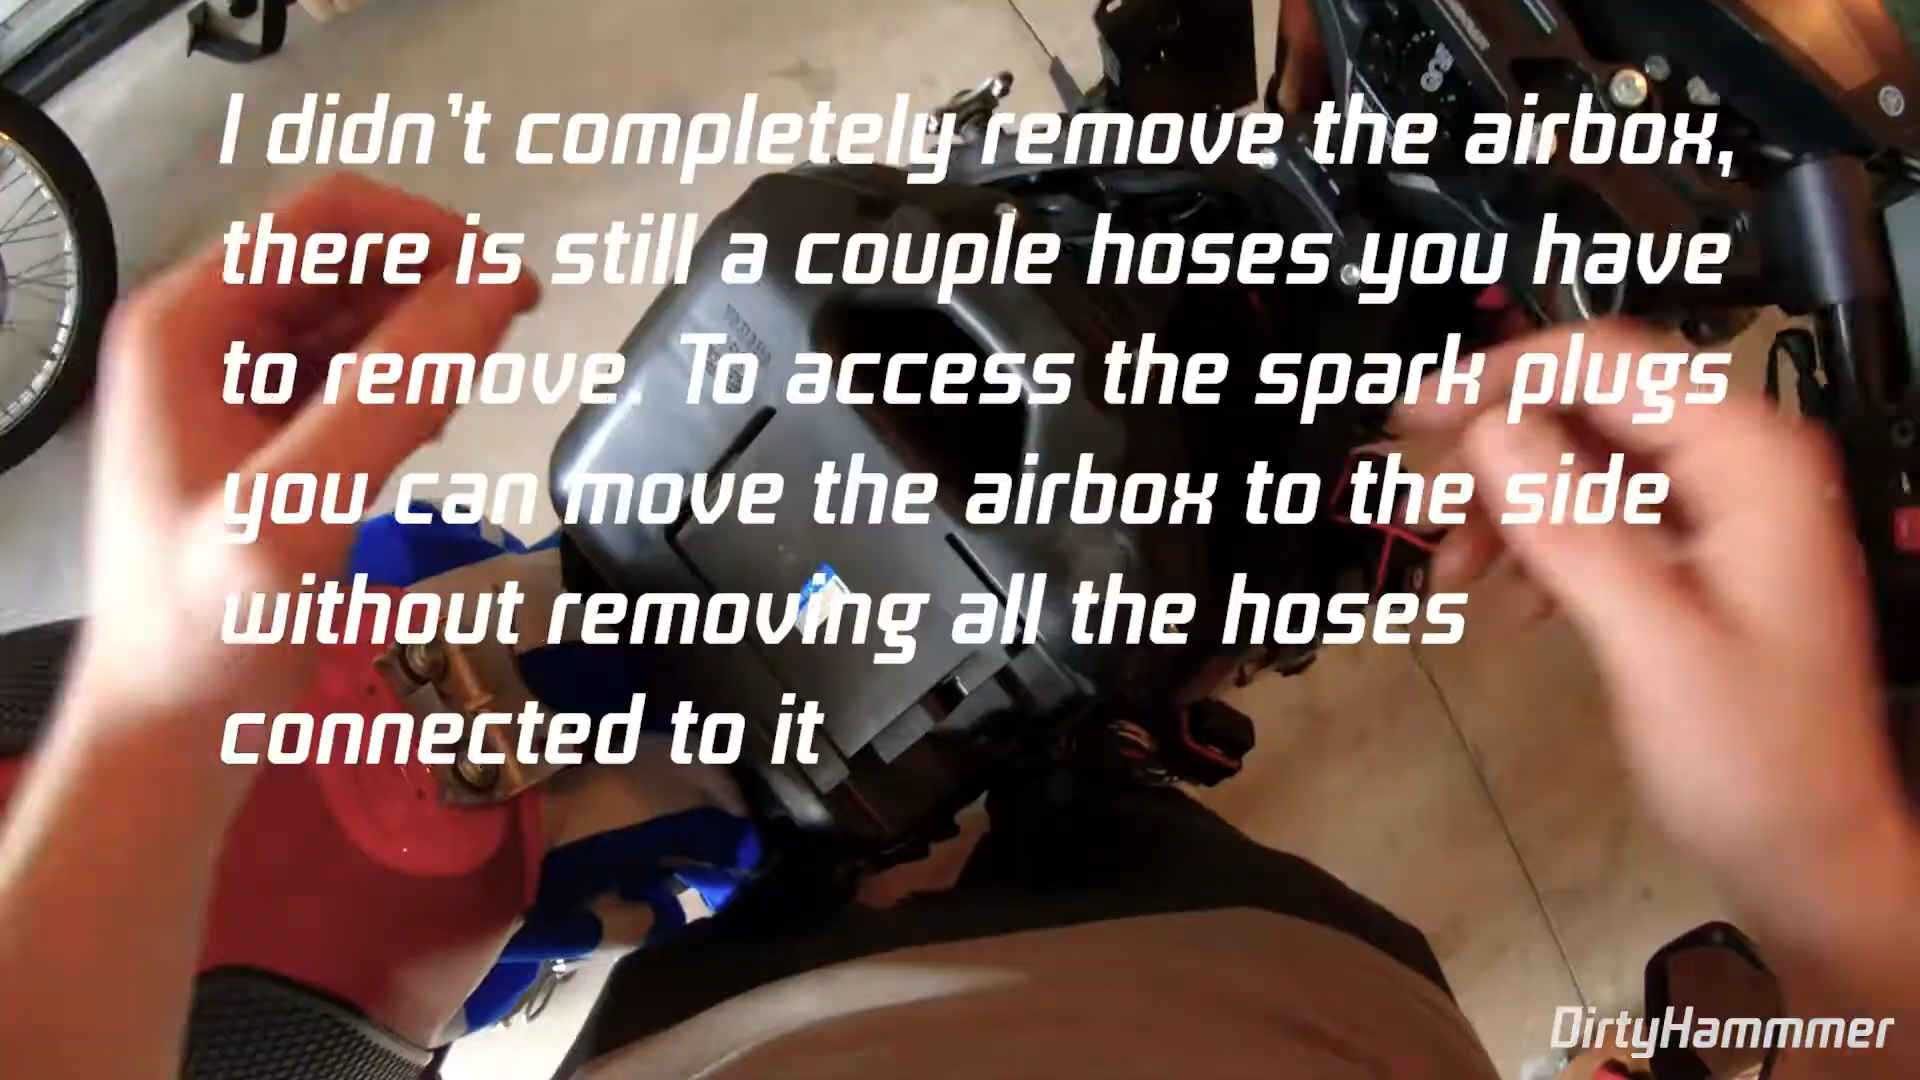 I didn't completely remove the airbox,
there is still a couple hoses you have
to remove. To access the spark plugs
you can move the airbox to the side
without removing all the hoses
connected to it
DirtyHammmer